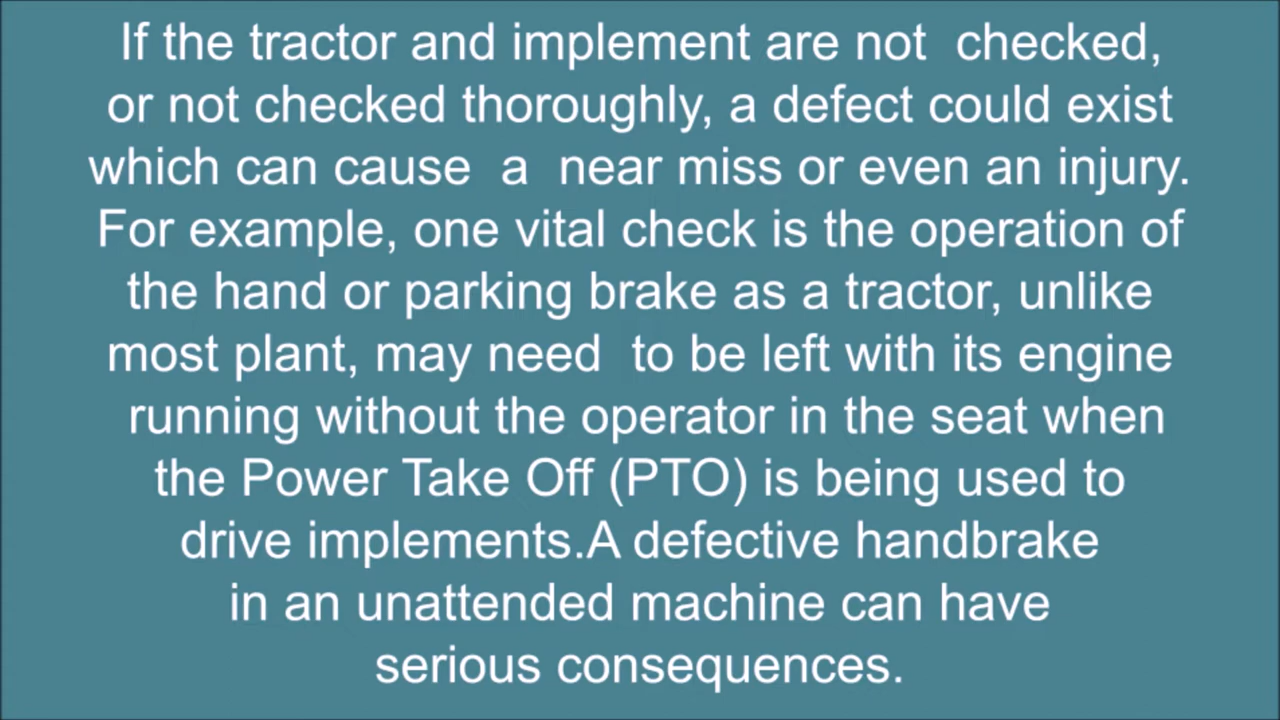 If the tractor and implement are not  checked,
or not checked thoroughly, a defect could exist
which can cause  a  near miss or even an injury.
For example, one vital check is the operation of
the hand or parking brake as a tractor, unlike
most plant, may need  to be left with its engine
running without the operator in the seat when
the Power Take Off (PTO) is being used to
drive implements.A defective handbrake
in an unattended machine can have
serious consequences.